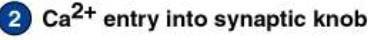 2 Ca2+ entry into synaptic knob